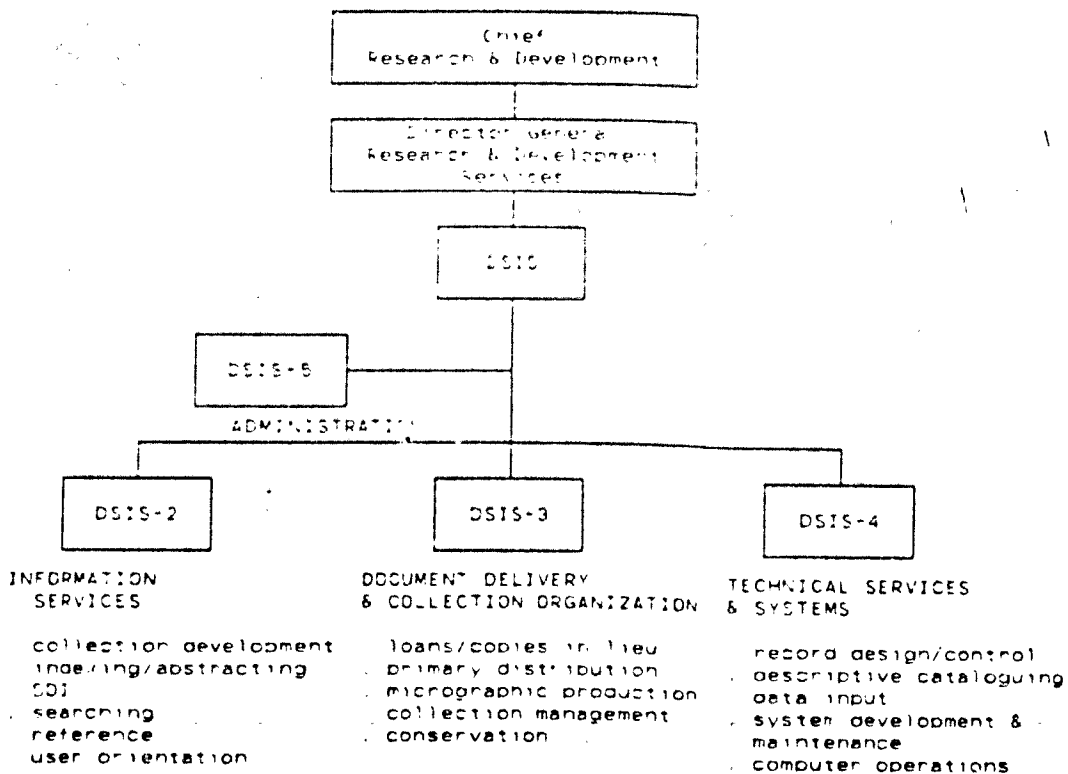 Chief
Research & Development
Director General
Research & Development
Services
DSIS
DSIS-5
ADMINISTRATION
DSIS-2
DSIS-3
DSIS-4
INFORMATION
SERVICES
collection development
indexing/abstracting
SDI
. searching
reference
user orientation
DOCUMENT DELIVERY
& COLLECTION ORGANIZATION
loans/copies in lieu
. primary distribution
. micrographic production
collection management
. conservation
TECHNICAL SERVICES
& SYSTEMS
record design/control
. descriptive cataloguing
data input
. system development &
maintenance
. computer operations